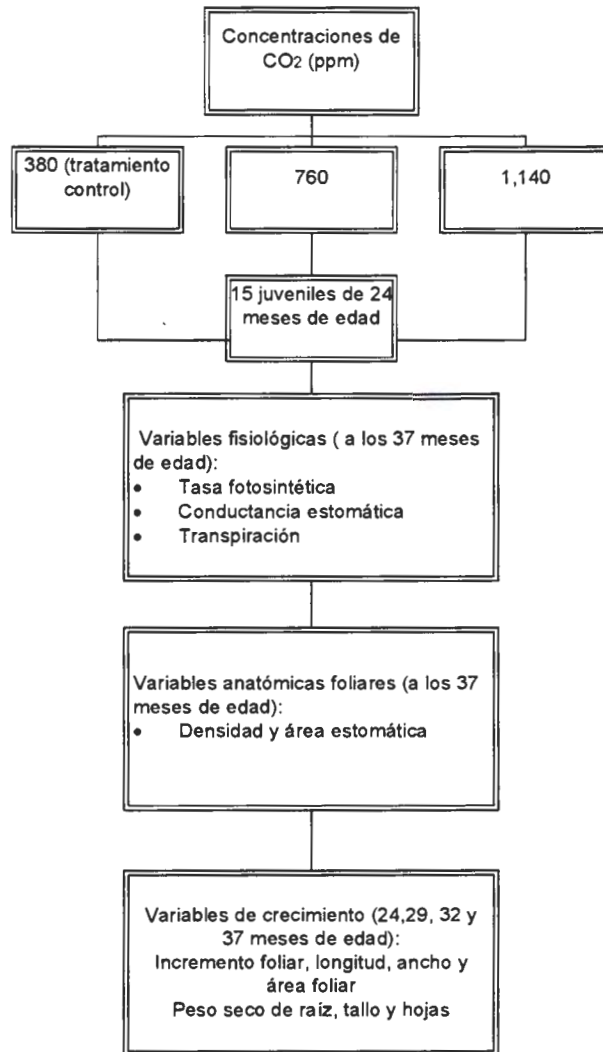 Concentraciones de
CO2 (ppm)
380 (tratamiento
control)
760
1,140
15 juveniles de 24
meses de edad
Variables fisiológicas ( a los 37 meses
de edad):
• Tasa fotosintética
• Conductancia estomática
• Transpiración
Variables anatómicas foliares (a los 37
meses de edad):
• Densidad y área estomática
Variables de crecimiento (24,29, 32 y
37 meses de edad):
Incremento foliar, longitud, ancho y
área foliar
Peso seco de raíz, tallo y hojas